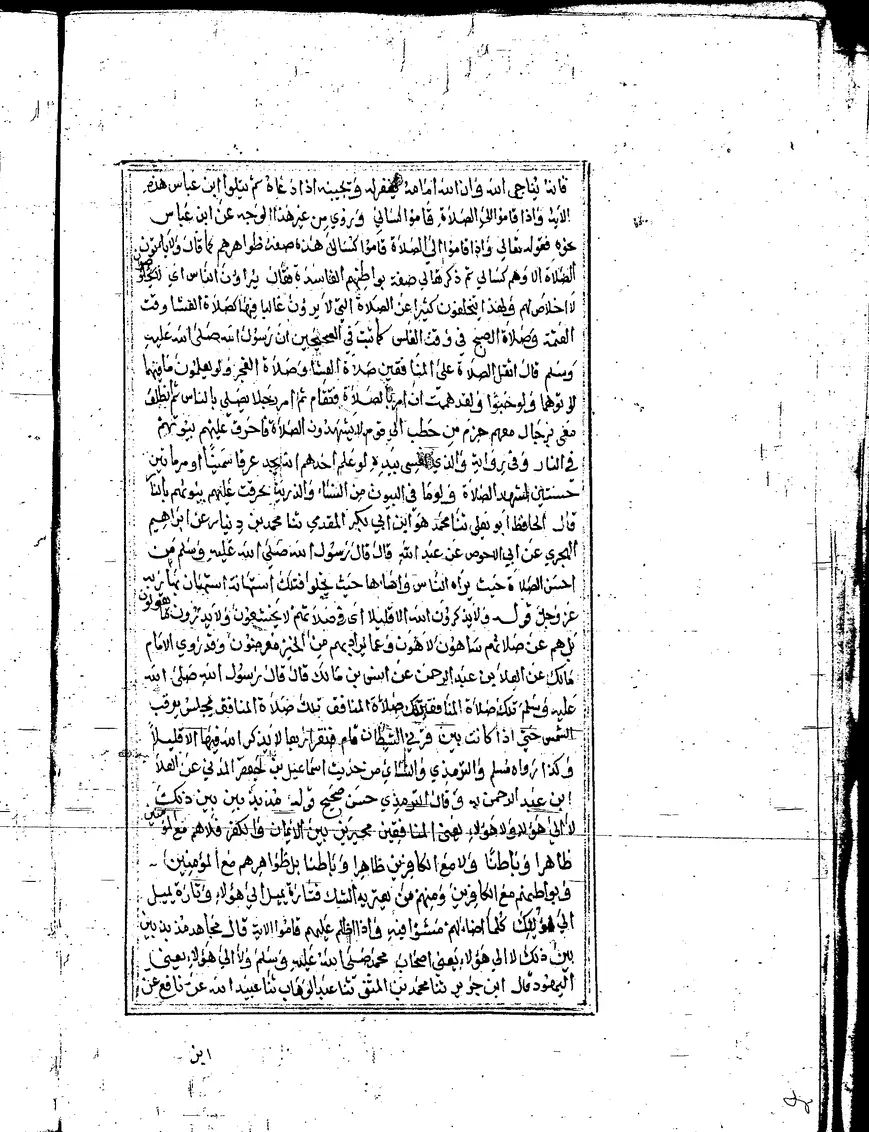 فانه يناجي الله وان الله امامه يغفر له ويجيبه اذا دعاه ثم يتلوا ابن عباس هذه
الاية واذا قاموا الى الصلاة قاموا كسالى وروي من غير هذا الوجه عن ابن عباس
نحوه فقوله تعالى واذا قاموا الى الصلاة قاموا كسالى هذه صفة ظواهرهم كما قال ولا ياتون
الصلاة الا وهم كسالى ثم ذكر تعالى صفة بواطنهم الفاسدة فقال يراؤن الناس اي لا اخلاص
لا اخلاص لهم ولهذا يتخلفون كثيرا عن الصلاة التي لا يرون غالبا فيها كصلاة العشا وقت
العتمة وصلاة الصبح في وقت الغلس كما ثبت في الصحيحين ان رسول الله صلى الله عليه
وسلم قال اثقل الصلاة على المنافقين صلاة العشا وصلاة الفجر ولو يعلمون ما فيهما
لاتوهما ولو حبوا ولقد هممت ان امر بالصلاة فتقام ثم امر رجلا يصلي بالناس ثم انطلق
معي برجال معهم حزم من حطب الى قوم لا يشهدون الصلاة فاحرق عليهم بيوتهم
في النار وفي رواية والذي نفسي بيده لو علم احدهم انه يجد عرقا سمينا او مرماتين
حسنتين لشهد الصلاة ولو ما في البيوت من النساء والذرية لحرقت عليهم بيوتهم بالنار
قال الحافظ ابو يعلى ثنا محمد هو ابن ابي بكر المقدمي ثنا محمد بن دينار عن ابراهيم
الهجري عن ابي الاحوص عن عبد الله قال قال رسول الله صلى الله عليه وسلم من
احسن الصلاة حيث يراه الناس واساءها حيث يخلو فتلك استهانة استهان بها ربه
عز وجل قوله ولا يذكرون الله الا قليلا اي في صلاتهم لا يخشعون ولا يدرون ما يقولون
بل هم عن صلاتهم ساهون لاهون وعما يراد بهم من الخير معرضون وقد روي الامام
مالك عن العلا بن عبد الرحمن عن انس بن مالك قال قال رسول الله صلى الله
عليه وسلم تلك صلاة المنافق تلك صلاة المنافق تلك صلاة المنافق يجلس يرقب
الشمس حتى اذا كانت بين قرني الشيطان قام فنقر اربعا لا يذكر الله فيها الا قليلا
وكذا رواه مسلم والترمذي والنسائي من حديث اسماعيل بن جعفر المدني عن العلا
ابن عبد الرحمن به وقال الترمذي حسن صحيح قوله مذبذبين بين ذلك
لا الى هؤلاء ولا هؤلاء يعني المنافقين محيرين بين الايمان والكفر فلاهم مع المؤمنين
ظاهرا وباطنا ولا مع الكافرين ظاهرا وباطنا بل ظواهرهم مع المؤمنين
وبواطنهم مع الكافرين ومنهم من يعتريه الشك فتارة يميل الى هؤلاء وتارة يميل
الى هؤلائك كلما اضاء لهم مشوا فيه واذا اظلم عليهم قاموا الاية قال مجاهد مذبذبين
بين ذلك لا الى هؤلاء يعني اصحاب محمد صلى الله عليه وسلم ولا الى هؤلاء يعني
اليهود قال ابن جرير ثنا محمد بن المثنى ثنا عبد الوهاب ثنا عبيد الله عن نافع عن
ابن